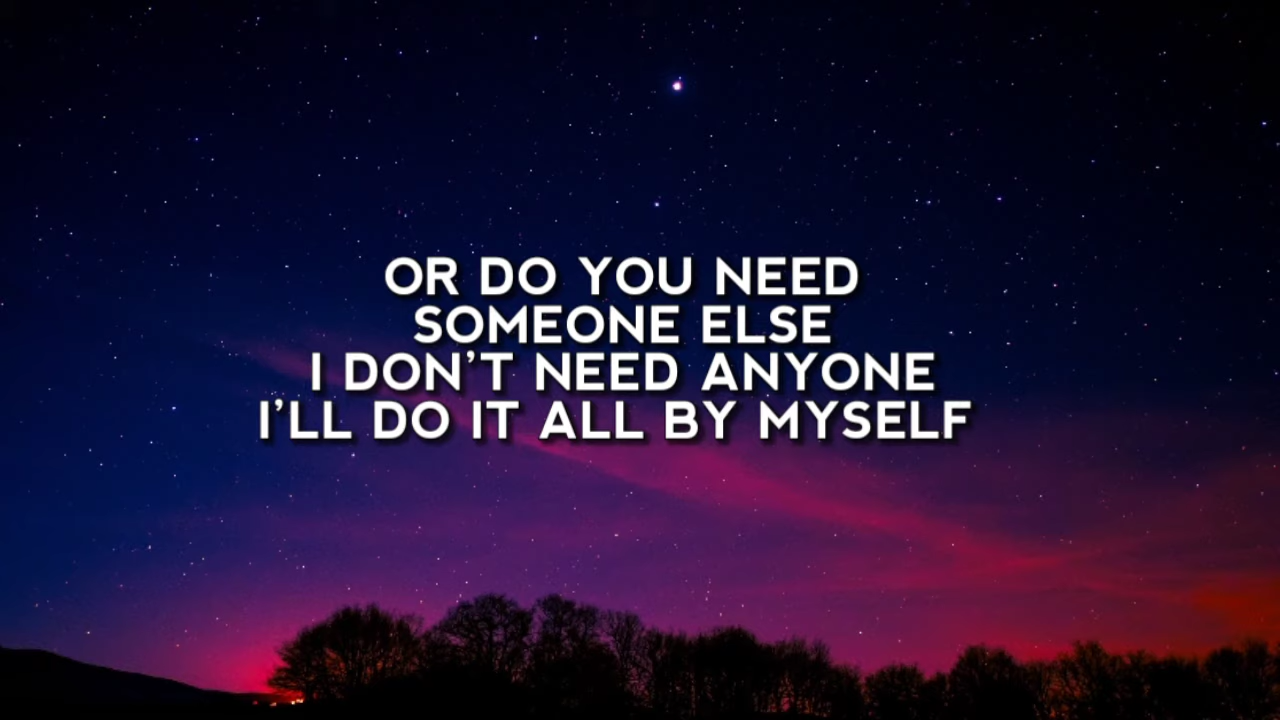 OR DO YOU NEED
SOMEONE ELSE
I DON'T NEED ANYONE
I'LL DO IT ALL BY MYSELF